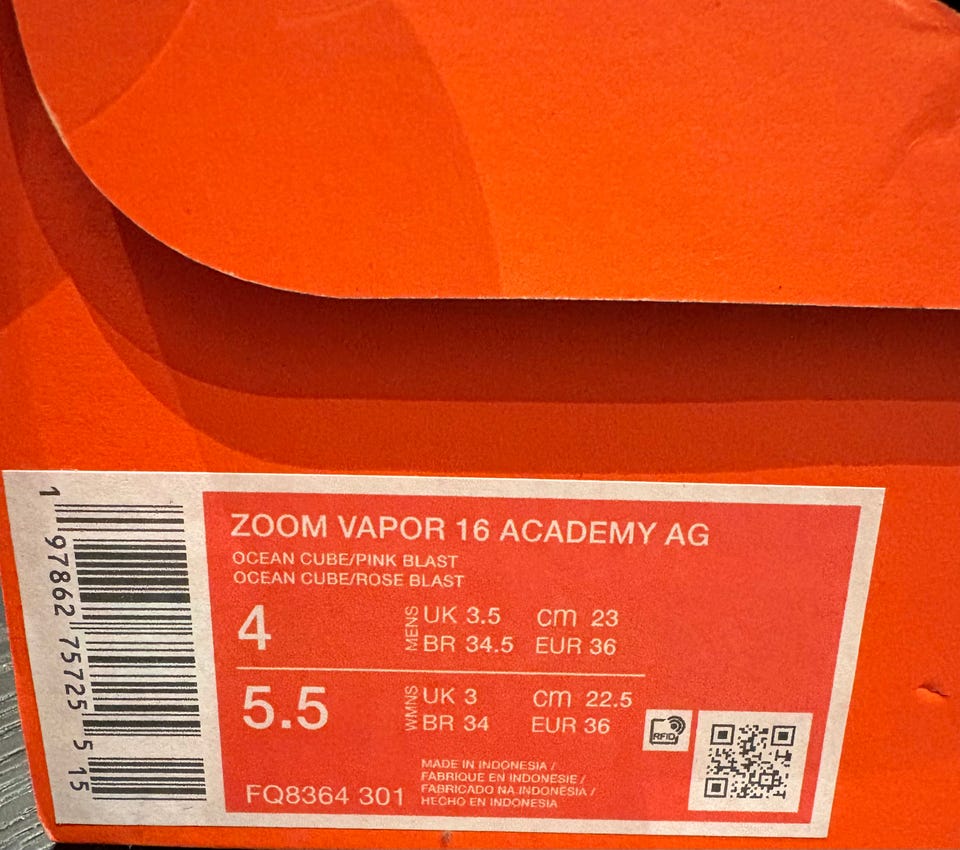 1 97862 75725 5 15
ZOOM VAPOR 16 ACADEMY AG
OCEAN CUBE/PINK BLAST
OCEAN CUBE/ROSE BLAST
4
MENS
UK 3.5 cm 23
BR 34.5 EUR 36
5.5
WMNS
UK 3 cm 22.5
BR 34 EUR 36
RFID
FQ8364 301
MADE IN INDONESIA /
FABRIQUE EN INDONESIE /
FABRICADO NA INDONESIA /
HECHO EN INDONESIA